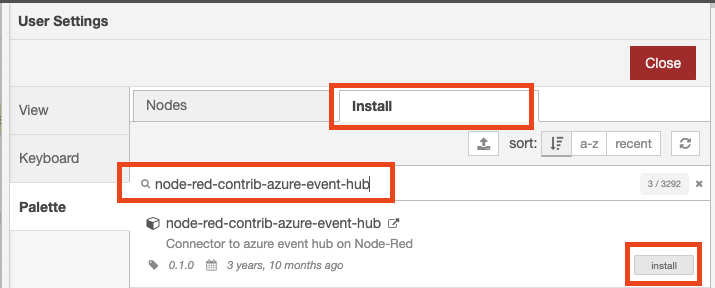 User Settings
Close
View
Keyboard
Palette
Nodes
Install
sort:
a-z
recent
node-red-contrib-azure-event-hub
3 / 3292
node-red-contrib-azure-event-hub
Connector to azure event hub on Node-Red
0.1.0
3 years, 10 months ago
install